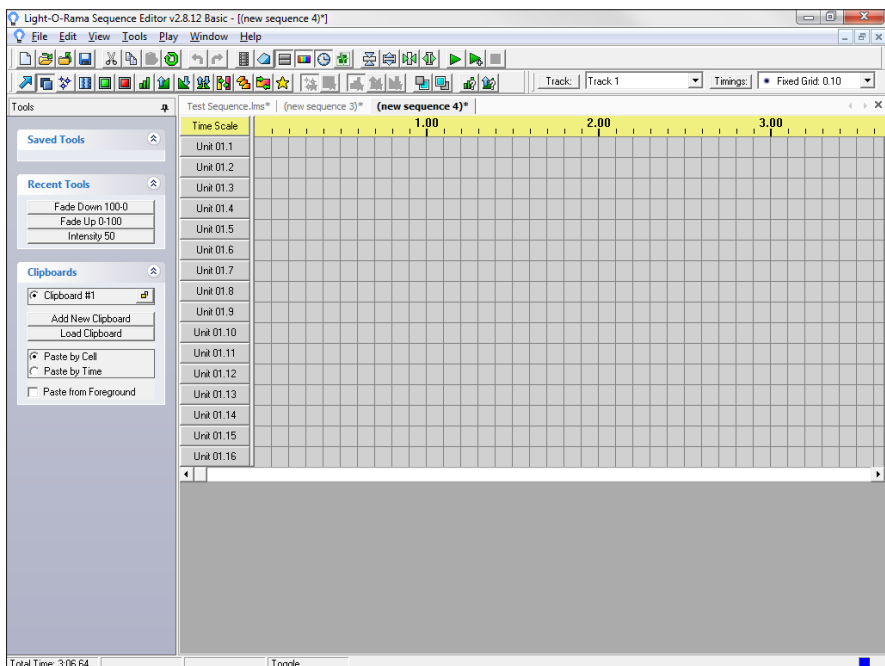 Light-O-Rama Sequence Editor v2.8.12 Basic - [(new sequence 4)*]
File Edit View Tools Play Window Help
Track: Track 1 Timings: Fixed Grid: 0.10
Tools
Test Sequence.lms* (new sequence 3)* (new sequence 4)*
Time Scale 1.00 2.00 3.00
Saved Tools
Recent Tools
Fade Down 100-0
Fade Up 0-100
Intensity 50
Clipboards
Clipboard #1
Add New Clipboard
Load Clipboard
Paste by Cell
Paste by Time
Paste from Foreground
Unit 01.1
Unit 01.2
Unit 01.3
Unit 01.4
Unit 01.5
Unit 01.6
Unit 01.7
Unit 01.8
Unit 01.9
Unit 01.10
Unit 01.11
Unit 01.12
Unit 01.13
Unit 01.14
Unit 01.15
Unit 01.16
Total Time: 3:06.64 Toggle